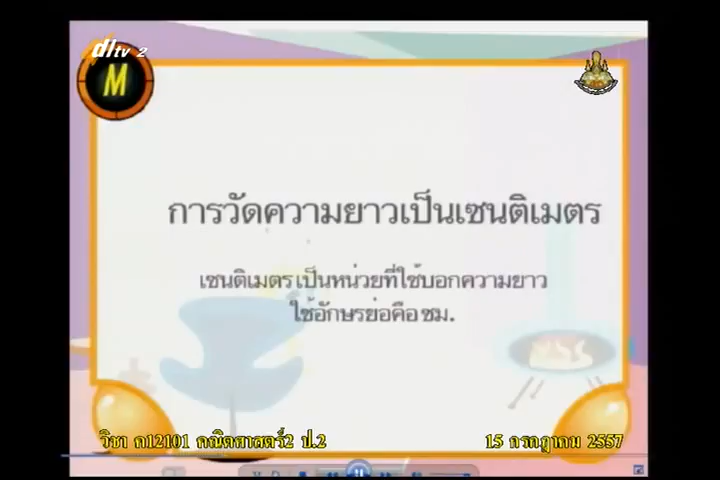 dltv 2
M
การวัดความยาวเป็นเซนติเมตร
เซนติเมตรเป็นหน่วยที่ใช้บอกความยาว
ใช้อักษรย่อคือ ซม.
วิชา ค12101 คณิตศาสตร์2 ป.2
15 กรกฎาคม 2557